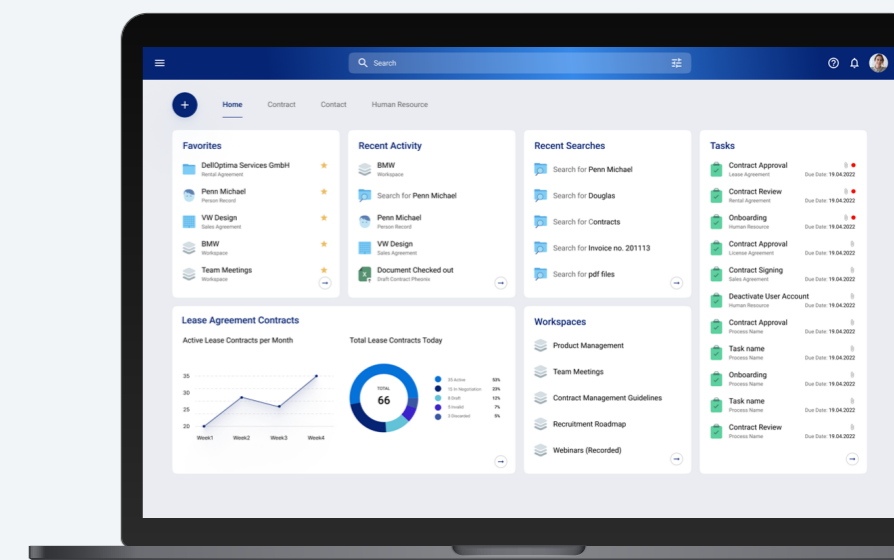 Search
Home
Contract
Contact
Human Resource
Favorites
DellOptima Services GmbH
Rental Agreement
Penn Michael
Person Record
VW Design
Sales Agreement
BMW
Workspace
Team Meetings
Workspace
Recent Activity
BMW
Workspace
Search for Penn Michael
Penn Michael
Person Record
VW Design
Sales Agreement
Document Checked out
Draft Contract Pheonix
Recent Searches
Search for Penn Michael
Search for Douglas
Search for Contracts
Search for Invoice no. 201113
Search for pdf files
Tasks
Contract Approval
Lease Agreement
Due Date: 19.04.2022
Contract Review
Rental Agreement
Due Date: 19.04.2022
Onboarding
Human Resource
Due Date: 19.04.2022
Contract Approval
License Agreement
Due Date: 19.04.2022
Contract Signing
Sales Agreement
Due Date: 19.04.2022
Deactivate User Account
Human Resource
Due Date: 19.04.2022
Contract Approval
Process Name
Due Date: 19.04.2022
Task name
Process Name
Due Date: 19.04.2022
Onboarding
Process Name
Due Date: 19.04.2022
Task name
Process Name
Due Date: 19.04.2022
Contract Review
Process Name
Due Date: 19.04.2022
Lease Agreement Contracts
Active Lease Contracts per Month
35
30
25
20
Week1
Week2
Week3
Week4
Total Lease Contracts Today
TOTAL
66
35 Active 53%
15 In Negotiation 23%
8 Draft 12%
5 Invalid 7%
3 Discarded 5%
Workspaces
Product Management
Team Meetings
Contract Management Guidelines
Recruitment Roadmap
Webinars (Recorded)